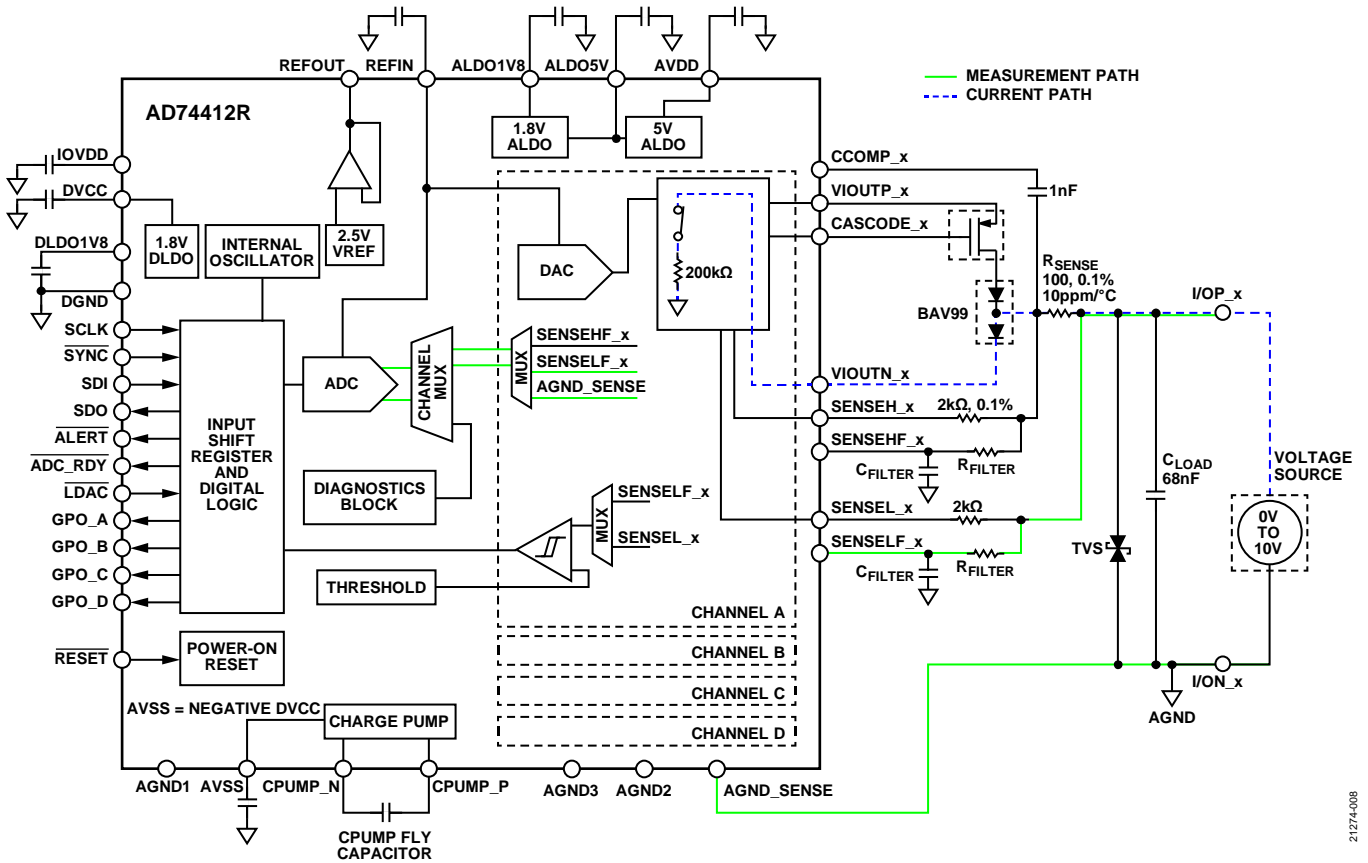 REFOUT
REFIN
ALDO1V8
ALDO5V
AVDD
MEASUREMENT PATH
CURRENT PATH
AD74412R
1.8V
ALDO
5V
ALDO
IOVDD
DVCC
DLDO1V8
DGND
1.8V
DLDO
INTERNAL
OSCILLATOR
2.5V
VREF
CCOMP_x
VIOUTP_x
CASCODE_x
1nF
DAC
200kΩ
BAV99
RSENSE
100, 0.1%
10ppm/°C
I/OP_x
SCLK
SYNC
SDI
SDO
ALERT
ADC_RDY
LDAC
GPO_A
GPO_B
GPO_C
GPO_D
RESET
INPUT
SHIFT
REGISTER
AND
DIGITAL
LOGIC
ADC
CHANNEL
MUX
MUX
SENSEHF_x
SENSELF_x
AGND_SENSE
VIOUTN_x
SENSEH_x
2kΩ, 0.1%
SENSEHF_x
CFILTER
RFILTER
SENSEL_x
2kΩ
SENSELF_x
CFILTER
RFILTER
DIAGNOSTICS
BLOCK
MUX
SENSELF_x
SENSEL_x
THRESHOLD
TVS
CLOAD
68nF
VOLTAGE
SOURCE
0V
TO
10V
CHANNEL A
CHANNEL B
CHANNEL C
CHANNEL D
POWER-ON
RESET
AVSS = NEGATIVE DVCC
CHARGE PUMP
I/ON_x
AGND
AGND1
AVSS
CPUMP_N
CPUMP_P
AGND3
AGND2
AGND_SENSE
CPUMP FLY
CAPACITOR
21274-008